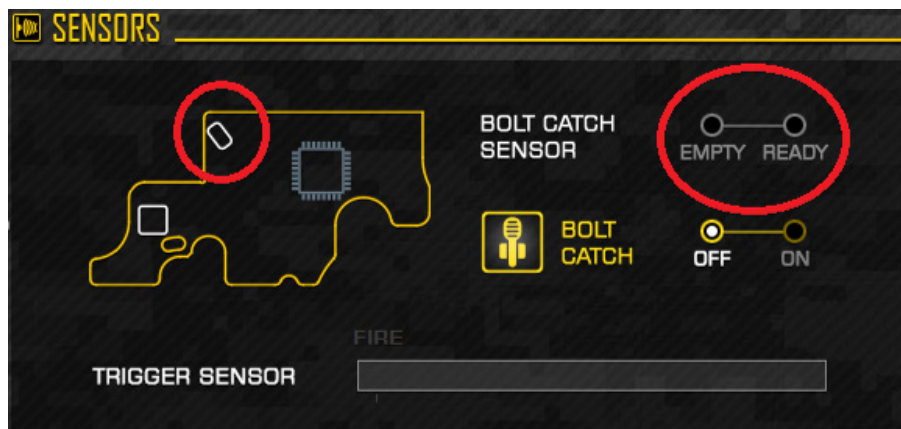 SENSORS
BOLT CATCH
SENSOR
EMPTY READY
BOLT
CATCH
OFF ON
FIRE
TRIGGER SENSOR